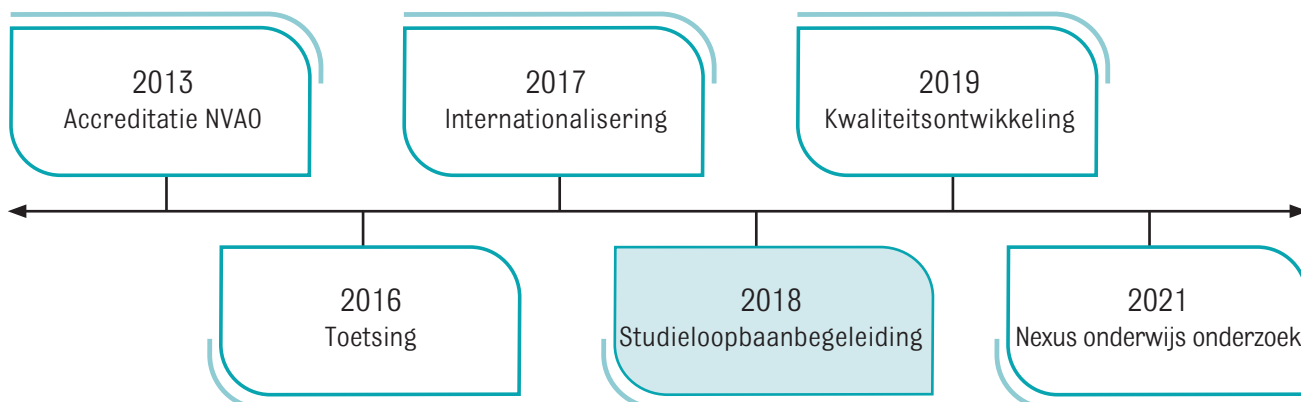 2013
Accreditatie NVAO
2017
Internationalisering
2019
Kwaliteitsontwikkeling
2016
Toetsing
2018
Studieloopbaanbegeleiding
2021
Nexus onderwijs onderzoek